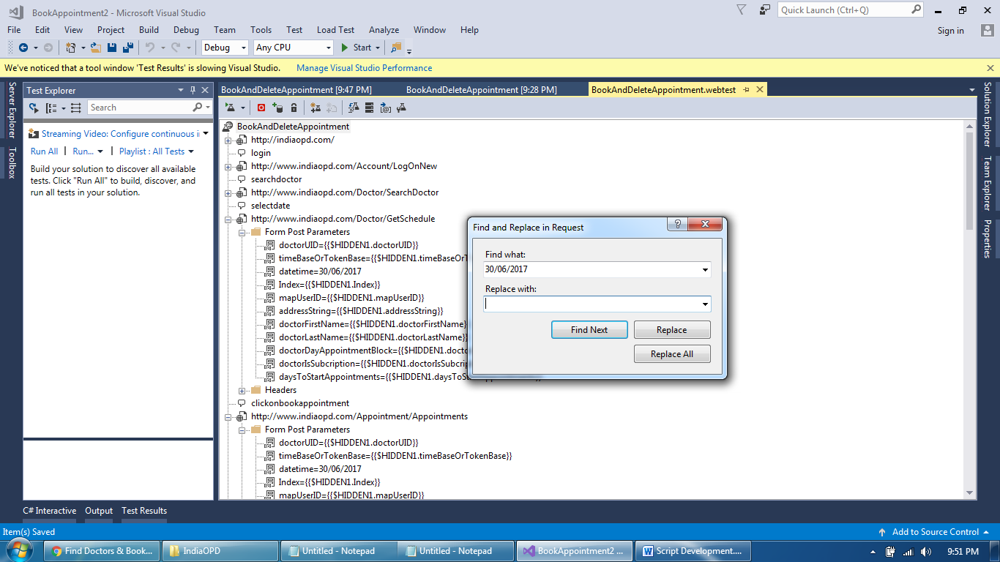 BookAppointment2 - Microsoft Visual Studio
Quick Launch (Ctrl+Q)
File Edit View Project Build Debug Team Tools Test Load Test Analyze Window Help
Sign in
Debug Any CPU Start
We've noticed that a tool window 'Test Results' is slowing Visual Studio. Manage Visual Studio Performance
Server Explorer
Toolbox
Test Explorer
Search
Streaming Video: Configure continuous i
Run All | Run... | Playlist : All Tests
Build your solution to discover all available
tests. Click "Run All" to build, discover, and
run all tests in your solution.
BookAndDeleteAppointment [9:47 PM]
BookAndDeleteAppointment [9:28 PM]
BookAndDeleteAppointment.webtest
BookAndDeleteAppointment
http://indiaopd.com/
login
http://www.indiaopd.com/Account/LogOnNew
searchdoctor
http://www.indiaopd.com/Doctor/SearchDoctor
selectdate
http://www.indiaopd.com/Doctor/GetSchedule
Form Post Parameters
doctorUID={{$HIDDEN1.doctorUID}}
timeBaseOrTokenBase={{$HIDDEN1.timeBaseOrT
datetime=30/06/2017
Index={{$HIDDEN1.Index}}
mapUserID={{$HIDDEN1.mapUserID}}
addressString={{$HIDDEN1.addressString}}
doctorFirstName={{$HIDDEN1.doctorFirstName}
doctorLastName={{$HIDDEN1.doctorLastName}}
doctorDayAppointmentBlock={{$HIDDEN1.docto
doctorIsSubcription={{$HIDDEN1.doctorIsSubcrip
daysToStartAppointments={{$HIDDEN1.daysToStartAppointments}}
Headers
clickonbookappointment
http://www.indiaopd.com/Appointment/Appointments
Form Post Parameters
doctorUID={{$HIDDEN1.doctorUID}}
timeBaseOrTokenBase={{$HIDDEN1.timeBaseOrTokenBase}}
datetime=30/06/2017
Index={{$HIDDEN1.Index}}
mapUserID={{$HIDDEN1.mapUserID}}
Find and Replace in Request
Find what:
30/06/2017
Replace with:
Find Next Replace
Replace All
Solution Explorer
Team Explorer
Properties
C# Interactive Output Test Results
Item(s) Saved
Add to Source Control
Find Doctors & Book...
IndiaOPD
Untitled - Notepad
Untitled - Notepad
BookAppointment2 ...
Script Development....
9:51 PM